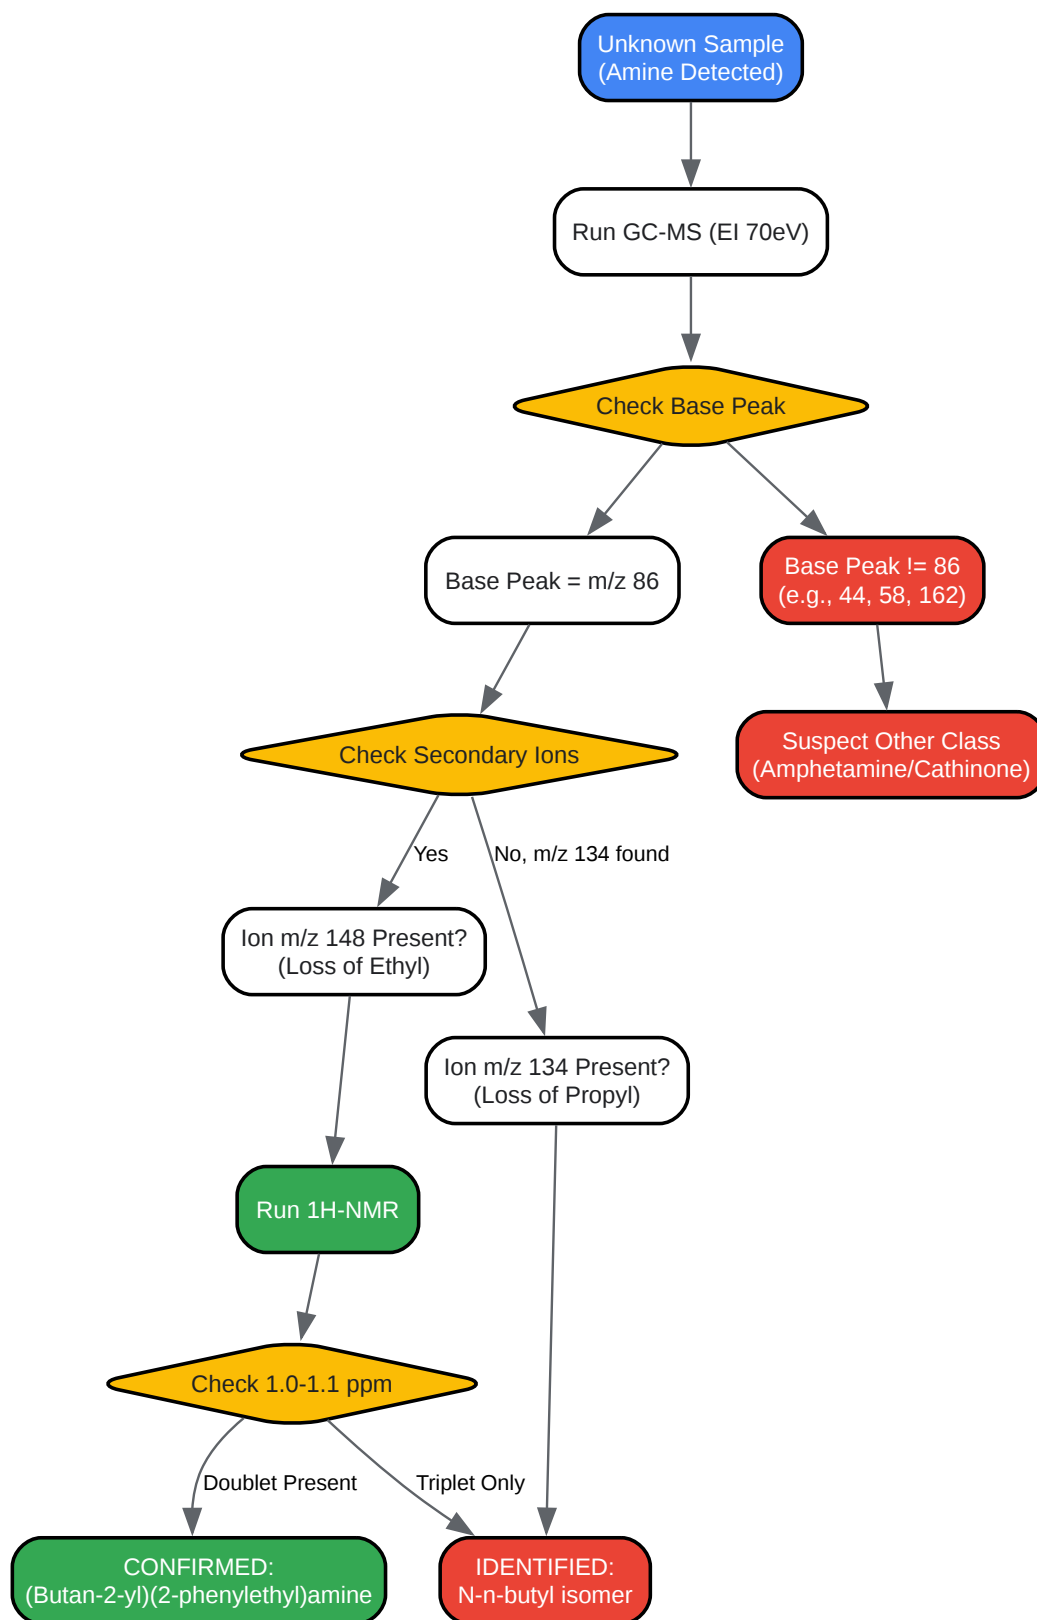 Unknown Sample
(Amine Detected)
Run GC-MS (EI 70eV)
Check Base Peak
Base Peak = m/z 86
Base Peak != 86
(e.g., 44, 58, 162)
Check Secondary Ions
Suspect Other Class
(Amphetamine/Cathinone)
Yes
No, m/z 134 found
Ion m/z 148 Present?
(Loss of Ethyl)
Ion m/z 134 Present?
(Loss of Propyl)
Run 1H-NMR
Check 1.0-1.1 ppm
Doublet Present
Triplet Only
CONFIRMED:
(Butan-2-yl)(2-phenylethyl)amine
IDENTIFIED:
N-n-butyl isomer